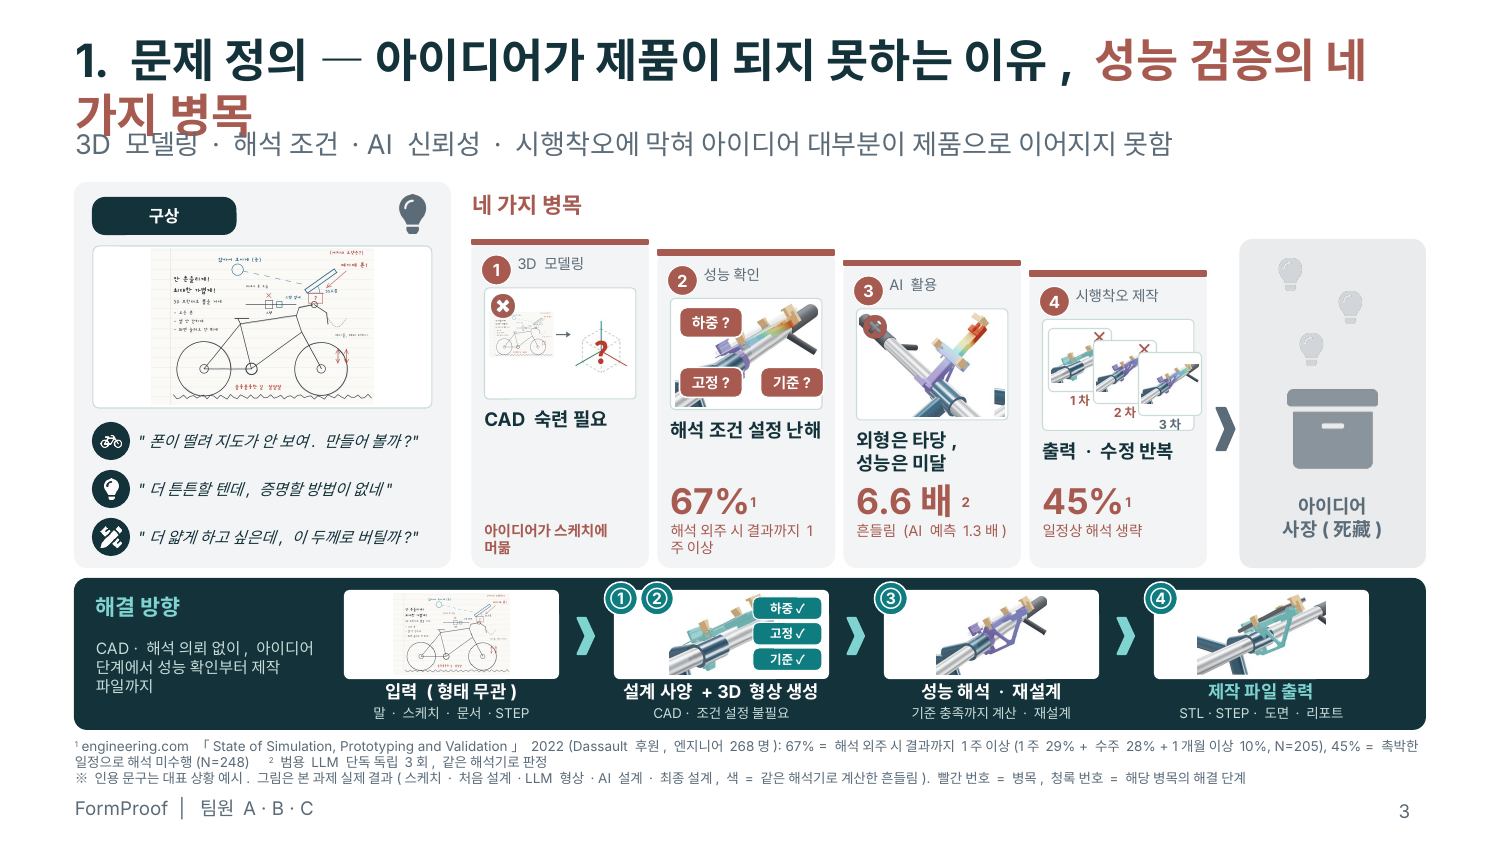 1. 문제 정의 — 아이디어가 제품이 되지 못하는 이유 , 성능 검증의 네
가지 병목
3D 모델링 · 해석 조건 · AI 신뢰성 · 시행착오에 막혀 아이디어 대부분이 제품으로 이어지지 못함
구상
안 흔들리게!
최대한 가볍게!
" 폰이 떨려 지도가 안 보여 . 만들어 볼까 ?"
" 더 튼튼할 텐데 , 증명할 방법이 없네 "
" 더 얇게 하고 싶은데 , 이 두께로 버틸까 ?"
네 가지 병목
1 3D 모델링
?
CAD 숙련 필요
아이디어가 스케치에
머묾
2 성능 확인
하중 ?
고정 ?
기준 ?
해석 조건 설정 난해
67%1
해석 외주 시 결과까지 1
주 이상
3 AI 활용
외형은 타당 ,
성능은 미달
6.6 배 2
흔들림 (AI 예측 1.3 배 )
4 시행착오 제작
1 차
2 차
3 차
출력 · 수정 반복
45%1
일정상 해석 생략
아이디어
사장 ( 死藏 )
해결 방향
CAD · 해석 의뢰 없이 , 아이디어
단계에서 성능 확인부터 제작
파일까지
입력 ( 형태 무관 )
말 · 스케치 · 문서 · STEP
① ②
하중 ✓
고정 ✓
기준 ✓
설계 사양 + 3D 형상 생성
CAD · 조건 설정 불필요
③
성능 해석 · 재설계
기준 충족까지 계산 · 재설계
④
제작 파일 출력
STL · STEP · 도면 · 리포트
1 engineering.com 「 State of Simulation, Prototyping and Validation 」 2022 (Dassault 후원 , 엔지니어 268 명 ): 67% = 해석 외주 시 결과까지 1 주 이상 (1 주 29% + 수주 28% + 1 개월 이상 10%, N=205), 45% = 촉박한
일정으로 해석 미수행 (N=248) 2 범용 LLM 단독 독립 3 회 , 같은 해석기로 판정
※ 인용 문구는 대표 상황 예시 . 그림은 본 과제 실제 결과 ( 스케치 · 처음 설계 · LLM 형상 · AI 설계 · 최종 설계 , 색 = 같은 해석기로 계산한 흔들림 ). 빨간 번호 = 병목 , 청록 번호 = 해당 병목의 해결 단계
FormProof | 팀원 A · B · C
3